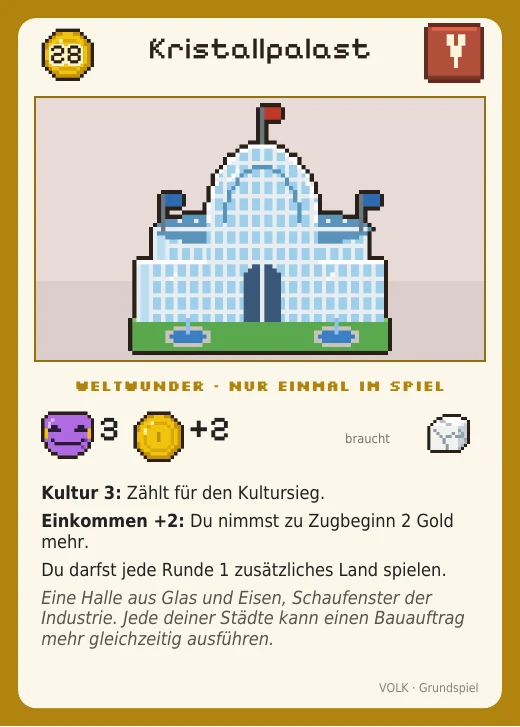 28
Kristallpalast
WELTWUNDER - NUR EINMAL IM SPIEL
3
+2
braucht
Kultur 3: Zählt für den Kultursieg.
Einkommen +2: Du nimmst zu Zugbeginn 2 Gold
mehr.
Du darfst jede Runde 1 zusätzliches Land spielen.
Eine Halle aus Glas und Eisen, Schaufenster der
Industrie. Jede deiner Städte kann einen Bauauftrag
mehr gleichzeitig ausführen.
VOLK · Grundspiel